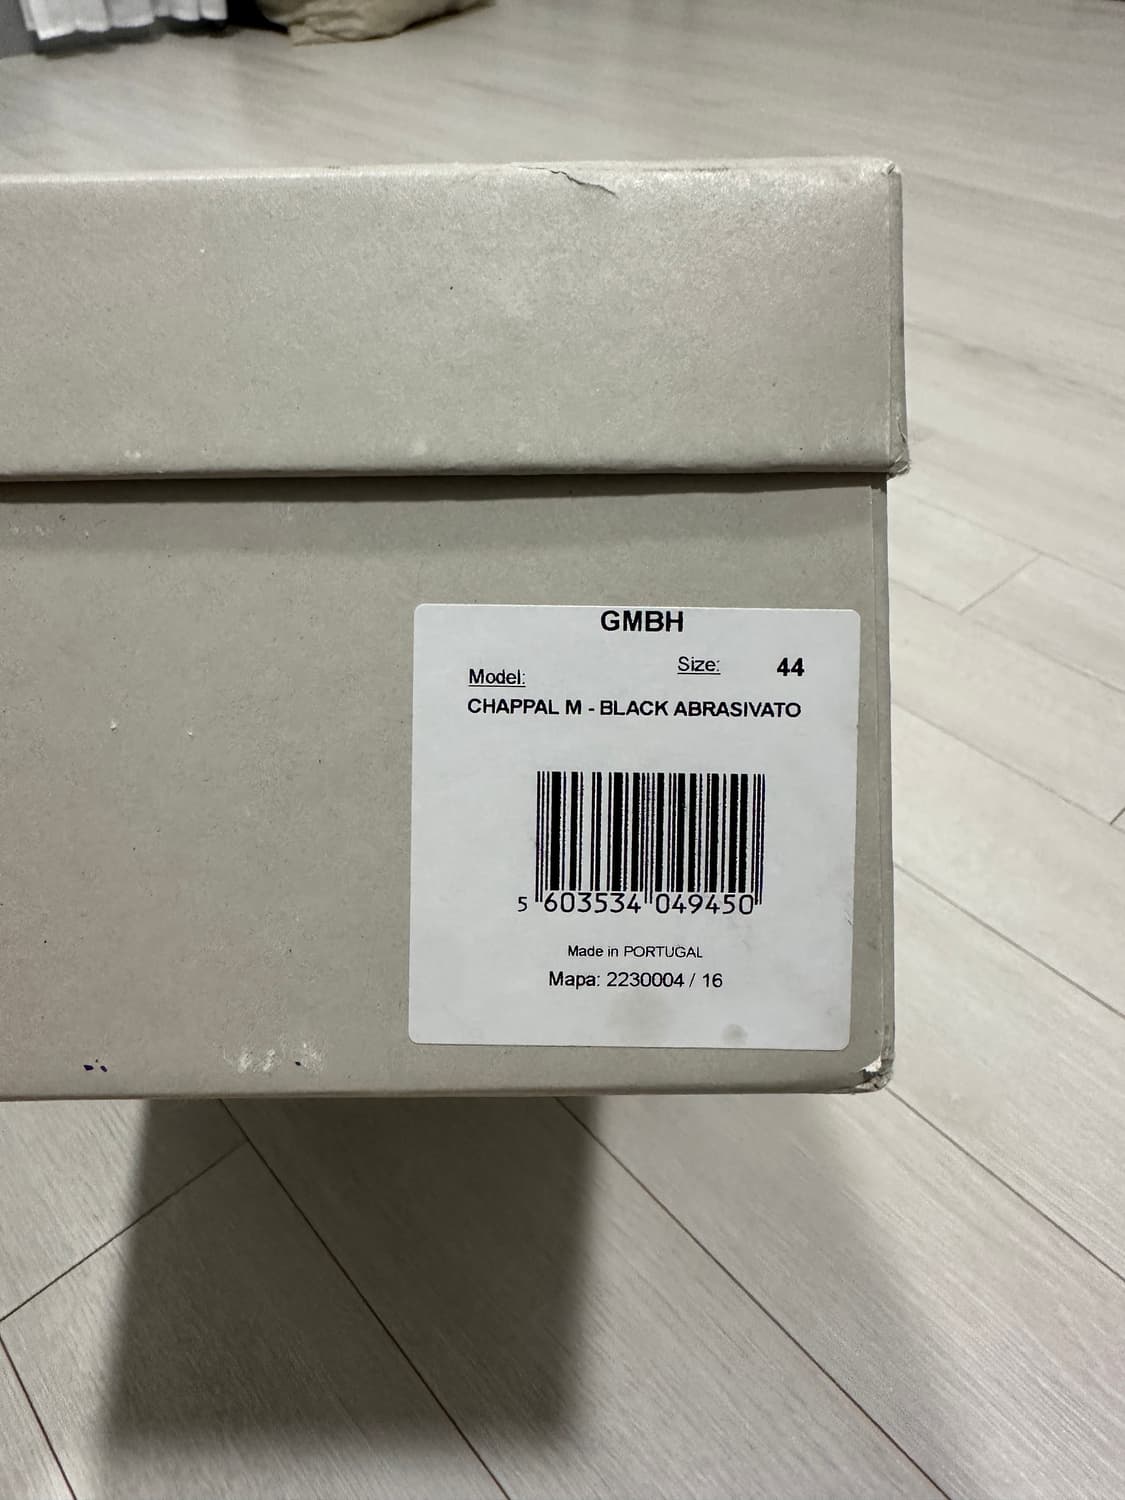 GMBH
Size: 44
Model:
CHAPPAL M - BLACK ABRASIVATO
5 603534 049450
Made in PORTUGAL
Mapa: 2230004 / 16